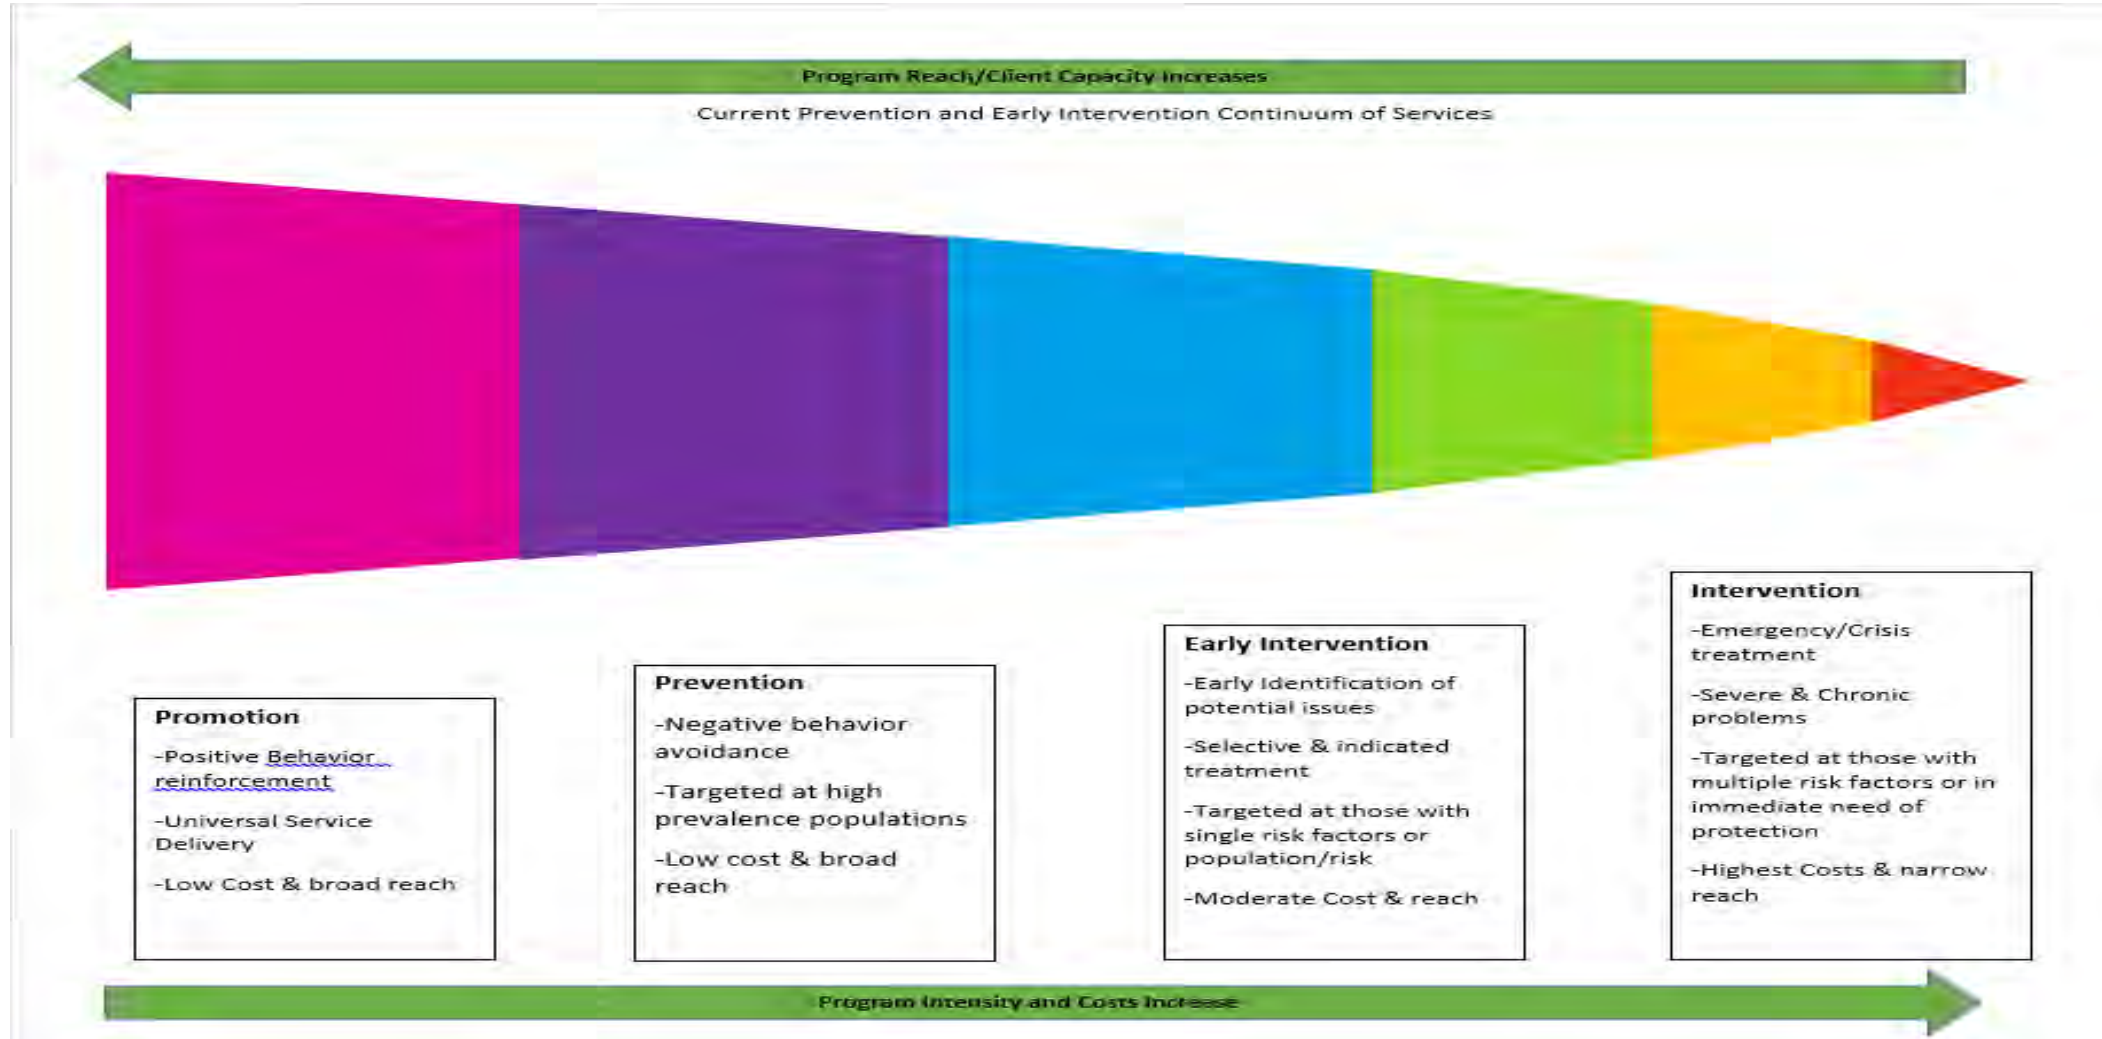 Program Reach/Client Capacity Increases
Current Prevention and Early Intervention Continuum of Services
Promotion
-Positive Behavior
reinforcement
-Universal Service
Delivery
-Low Cost & broad reach
Prevention
-Negative behavior
avoidance
-Targeted at high
prevalence populations
-Low cost & broad
reach
Early Intervention
-Early Identification of
potential issues
-Selective & indicated
treatment
-Targeted at those with
single risk factors or
population/risk
-Moderate Cost & reach
Intervention
-Emergency/Crisis
treatment
-Severe & Chronic
problems
-Targeted at those with
multiple risk factors or in
immediate need of
protection
-Highest Costs & narrow
reach
Program Intensity and Costs Increase